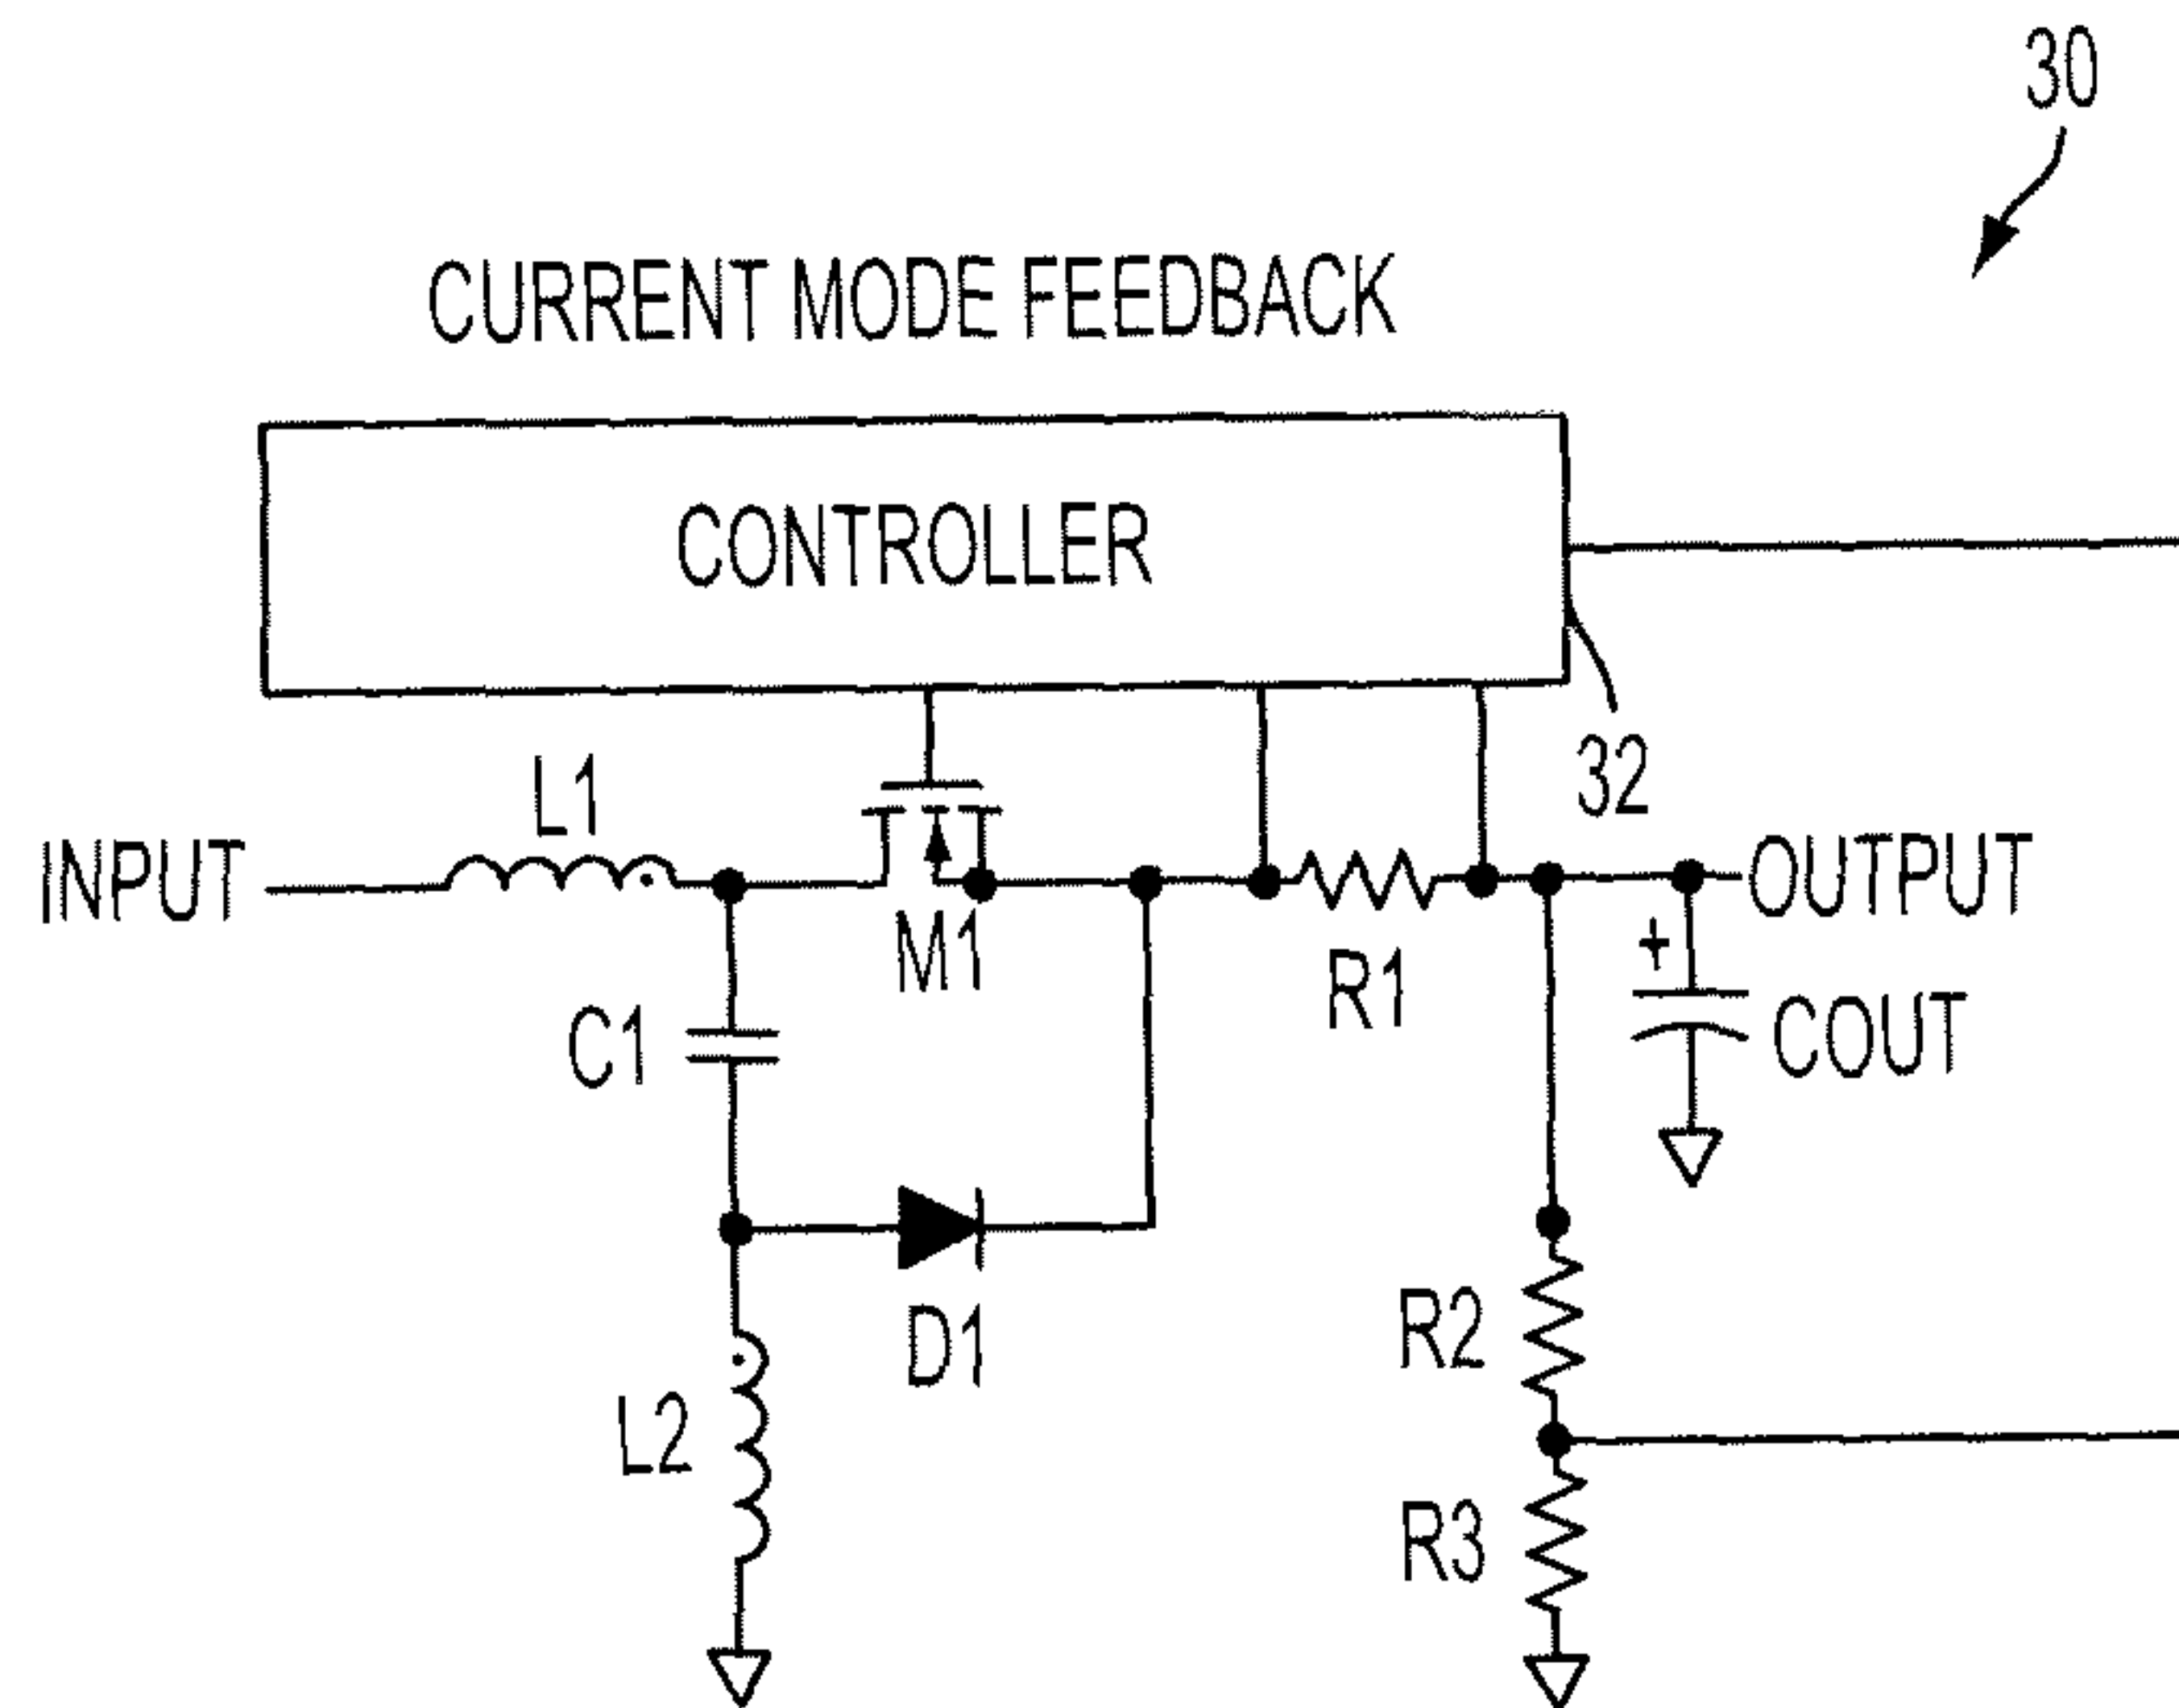 30
CURRENT MODE FEEDBACK
CONTROLLER
32
L1
INPUT
OUTPUT
M1
R1
+
COUT
C1
D1
R2
L2
R3